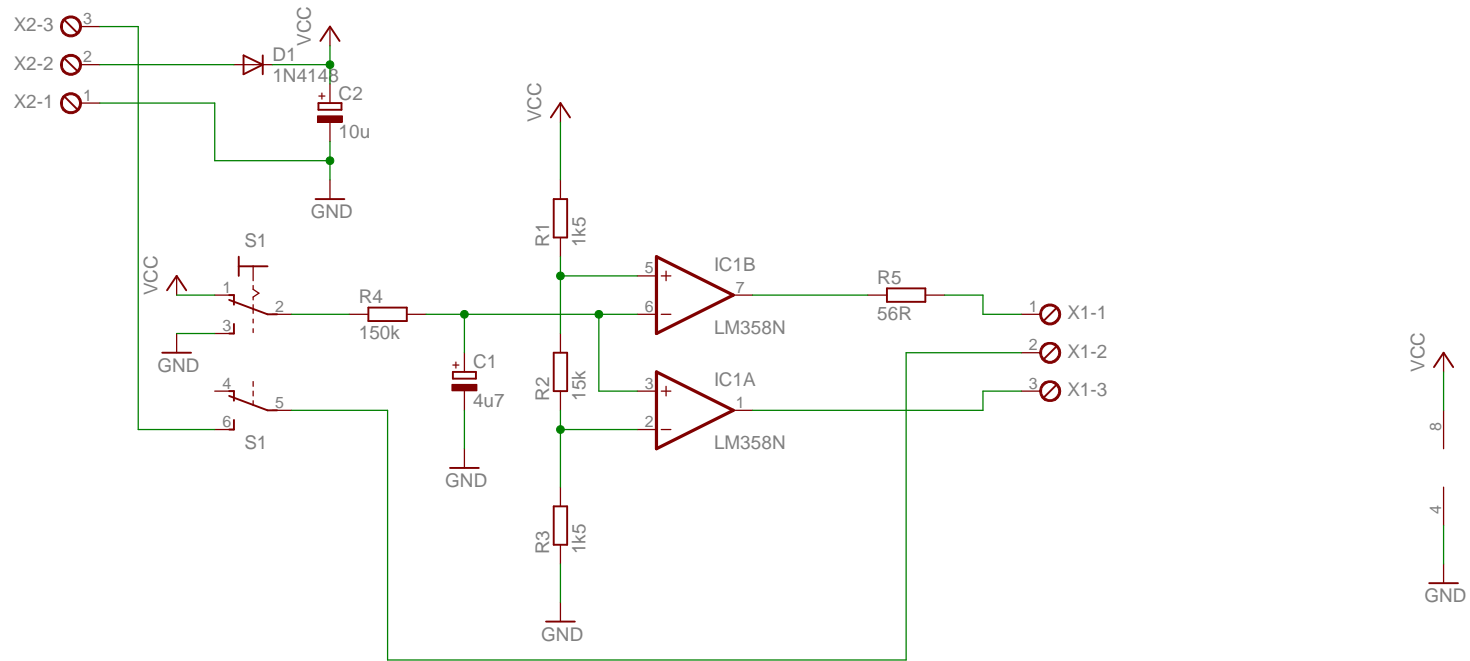 X2-3
3
X2-2
2
X2-1
1
D1
1N4148
VCC
C2
+
10u
GND
VCC
R1
1k5
S1
VCC
1
2
3
GND
4
5
6
S1
R4
150k
+
C1
4u7
GND
R2
15k
R3
1k5
GND
5
+
6
−
7
IC1B
LM358N
3
+
2
−
1
IC1A
LM358N
R5
56R
1
X1-1
2
X1-2
3
X1-3
VCC
8
4
GND